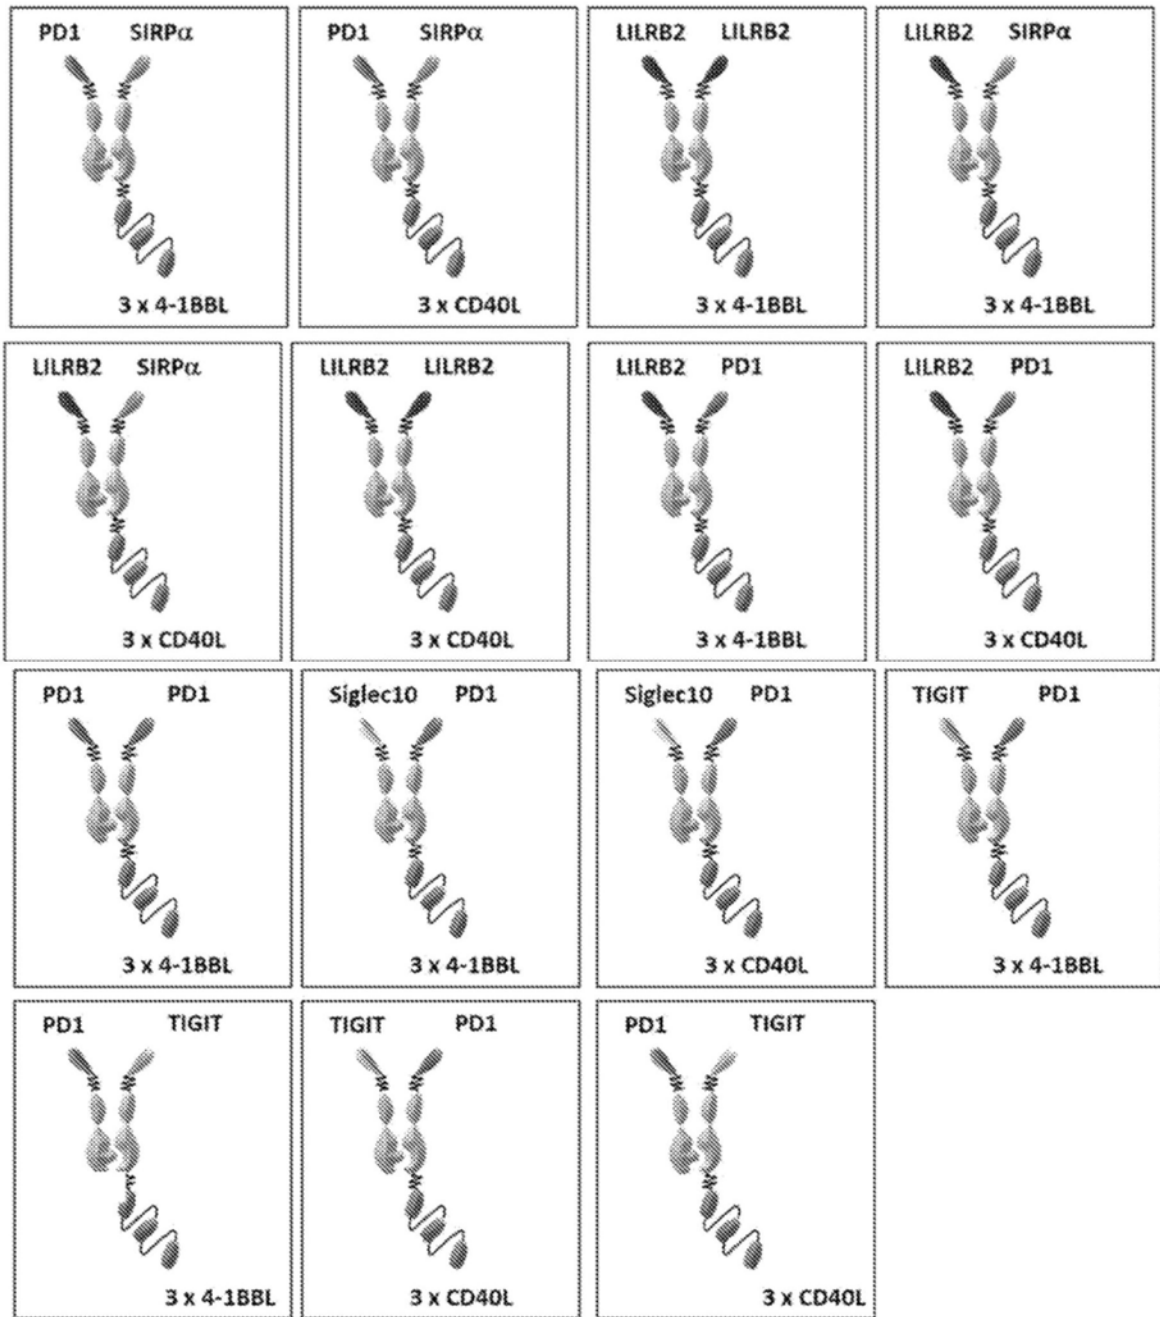 PD1 SIRPα PD1 SIRPα LILRB2 LILRB2 LILRB2 SIRPα
3 x 4-1BBL 3 x CD40L 3 x 4-1BBL 3 x 4-1BBL
LILRB2 SIRPα LILRB2 LILRB2 LILRB2 PD1 LILRB2 PD1
3 x CD40L 3 x CD40L 3 x 4-1BBL 3 x CD40L
PD1 PD1 Siglec10 PD1 Siglec10 PD1 TIGIT PD1
3 x 4-1BBL 3 x 4-1BBL 3 x CD40L 3 x 4-1BBL
PD1 TIGIT TIGIT PD1 PD1 TIGIT
3 x 4-1BBL 3 x CD40L 3 x CD40L